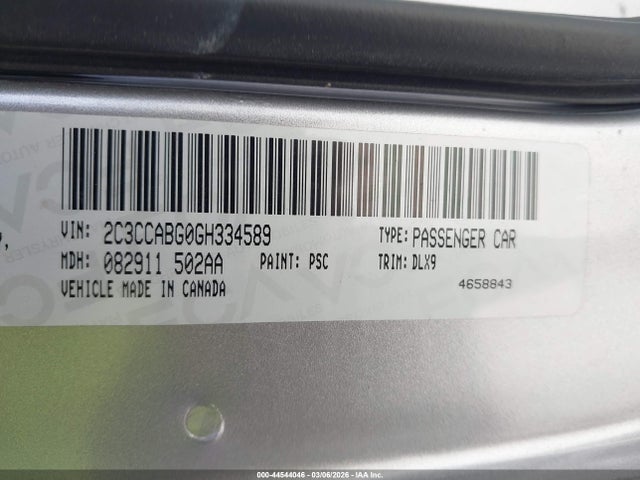 VIN: 2C3CCABG0GH334589 TYPE: PASSENGER CAR
MDH: 082911 502AA PAINT: PSC TRIM: DLX9
VEHICLE MADE IN CANADA 4658843
000-44544046 | 03/06/2026 - IAA Inc.